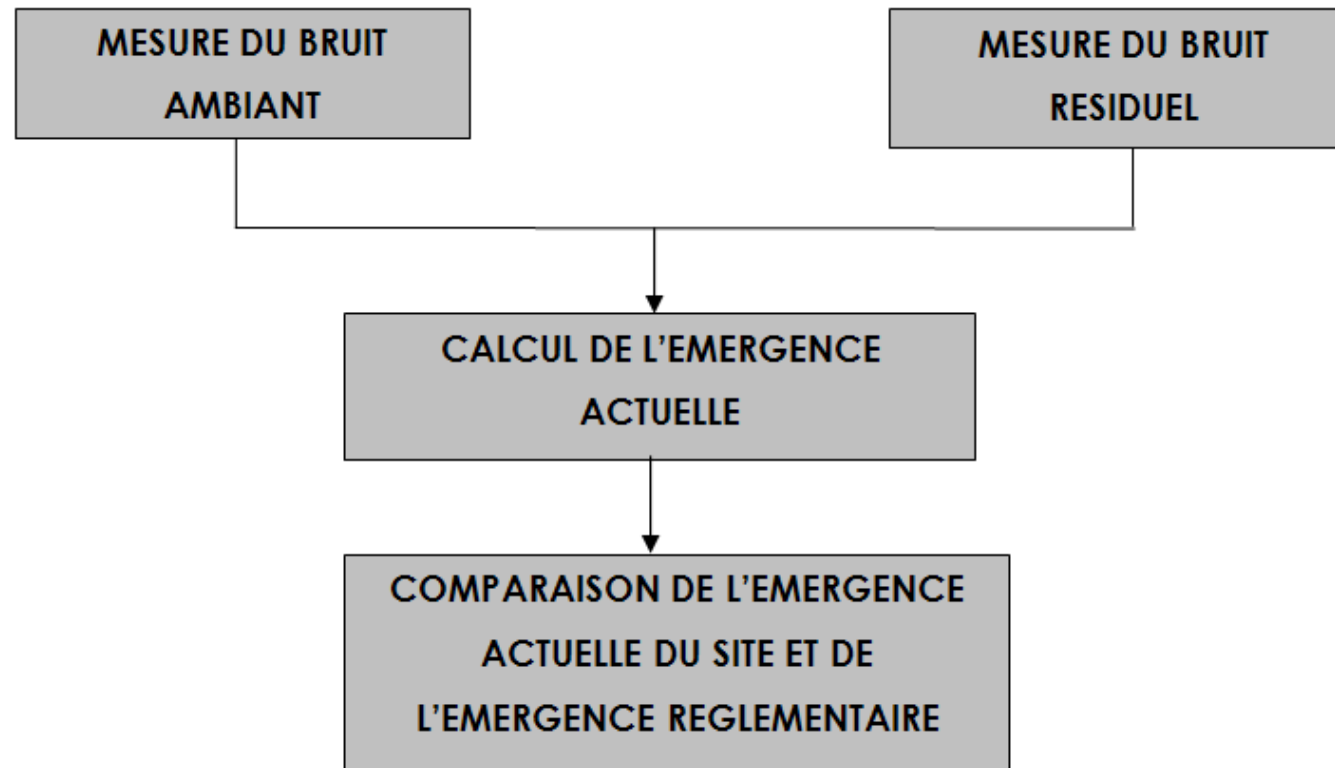 MESURE DU BRUIT
AMBIANT
MESURE DU BRUIT
RESIDUEL
CALCUL DE L'EMERGENCE
ACTUELLE
COMPARAISON DE L'EMERGENCE
ACTUELLE DU SITE ET DE
L'EMERGENCE REGLEMENTAIRE